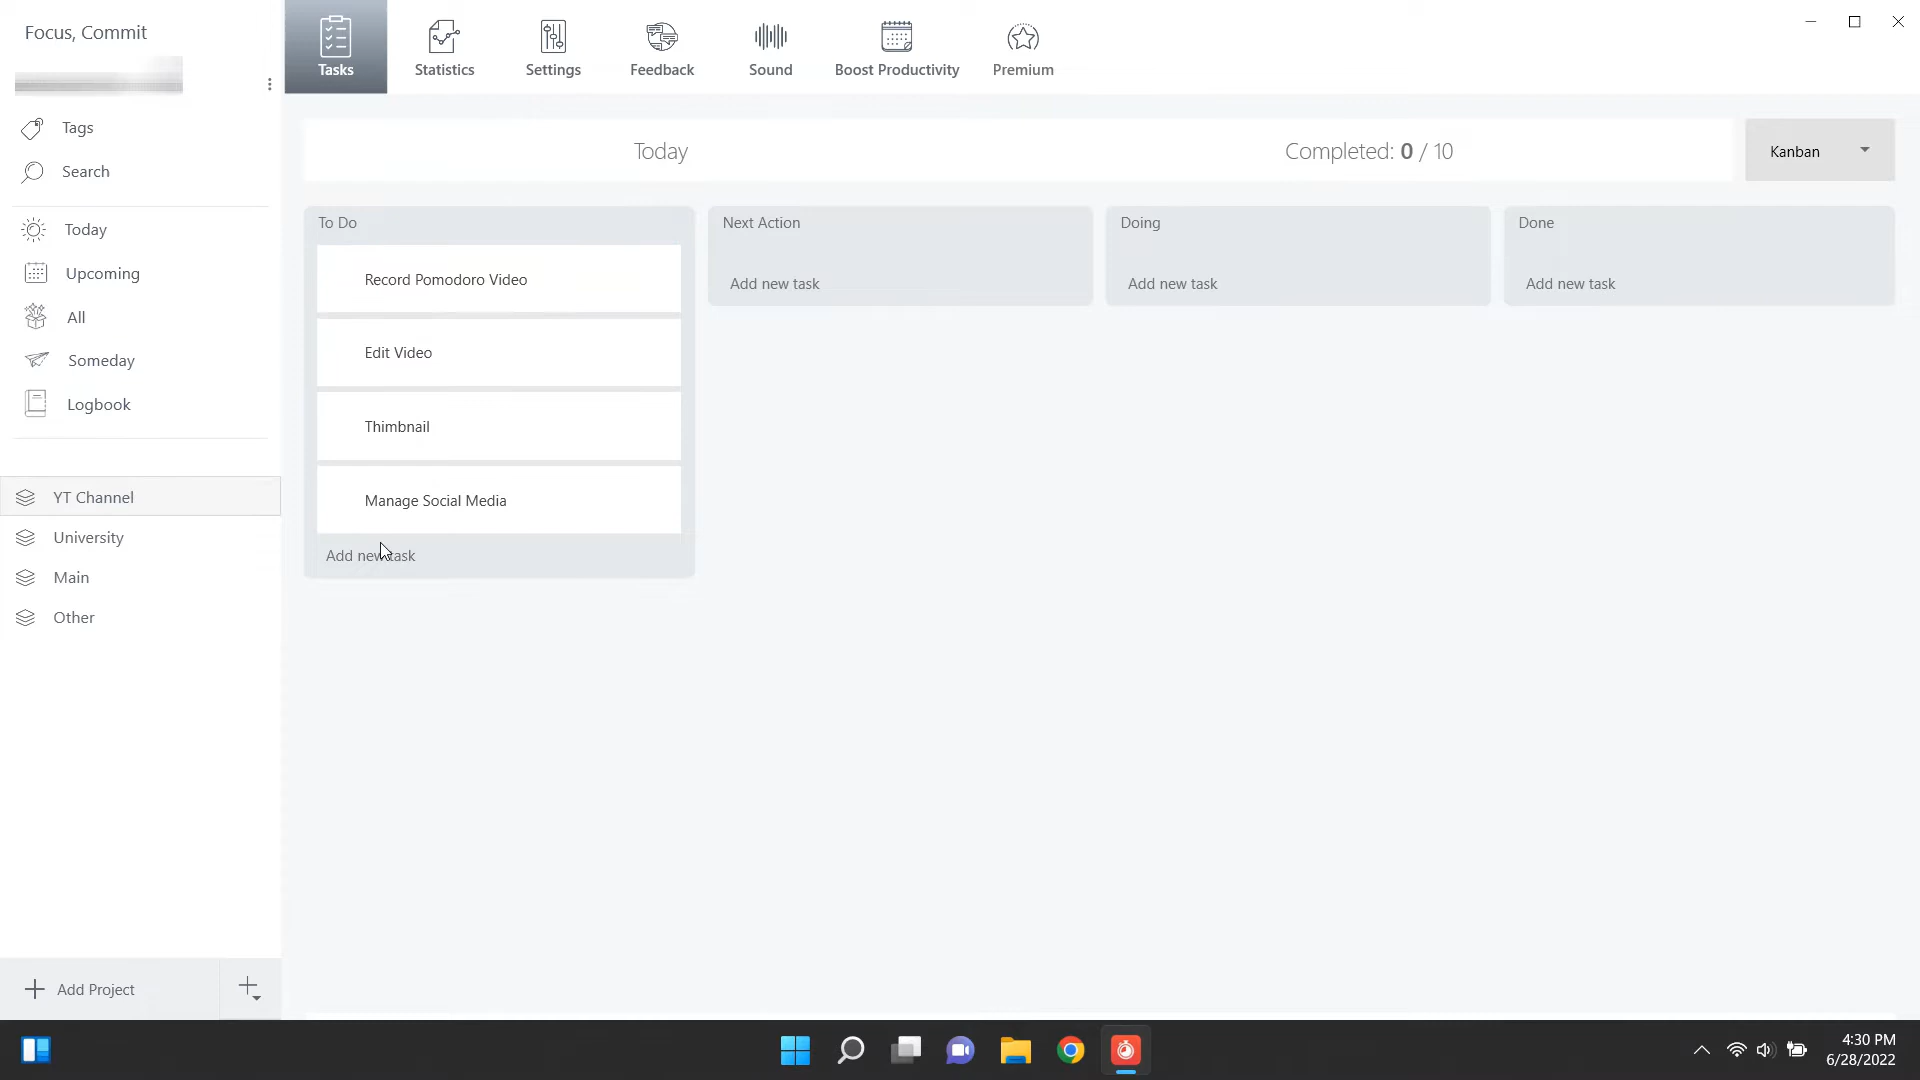 Focus, Commit
Tasks
Statistics
Settings
Feedback
Sound
Boost Productivity
Premium
Tags
Search
Today
Upcoming
All
Someday
Logbook
YT Channel
University
Main
Other
Add Project
Today
Completed: 0 / 10
Kanban
To Do
Record Pomodoro Video
Edit Video
Thimbnail
Manage Social Media
Add new task
Next Action
Add new task
Doing
Add new task
Done
Add new task
4:30 PM
6/28/2022